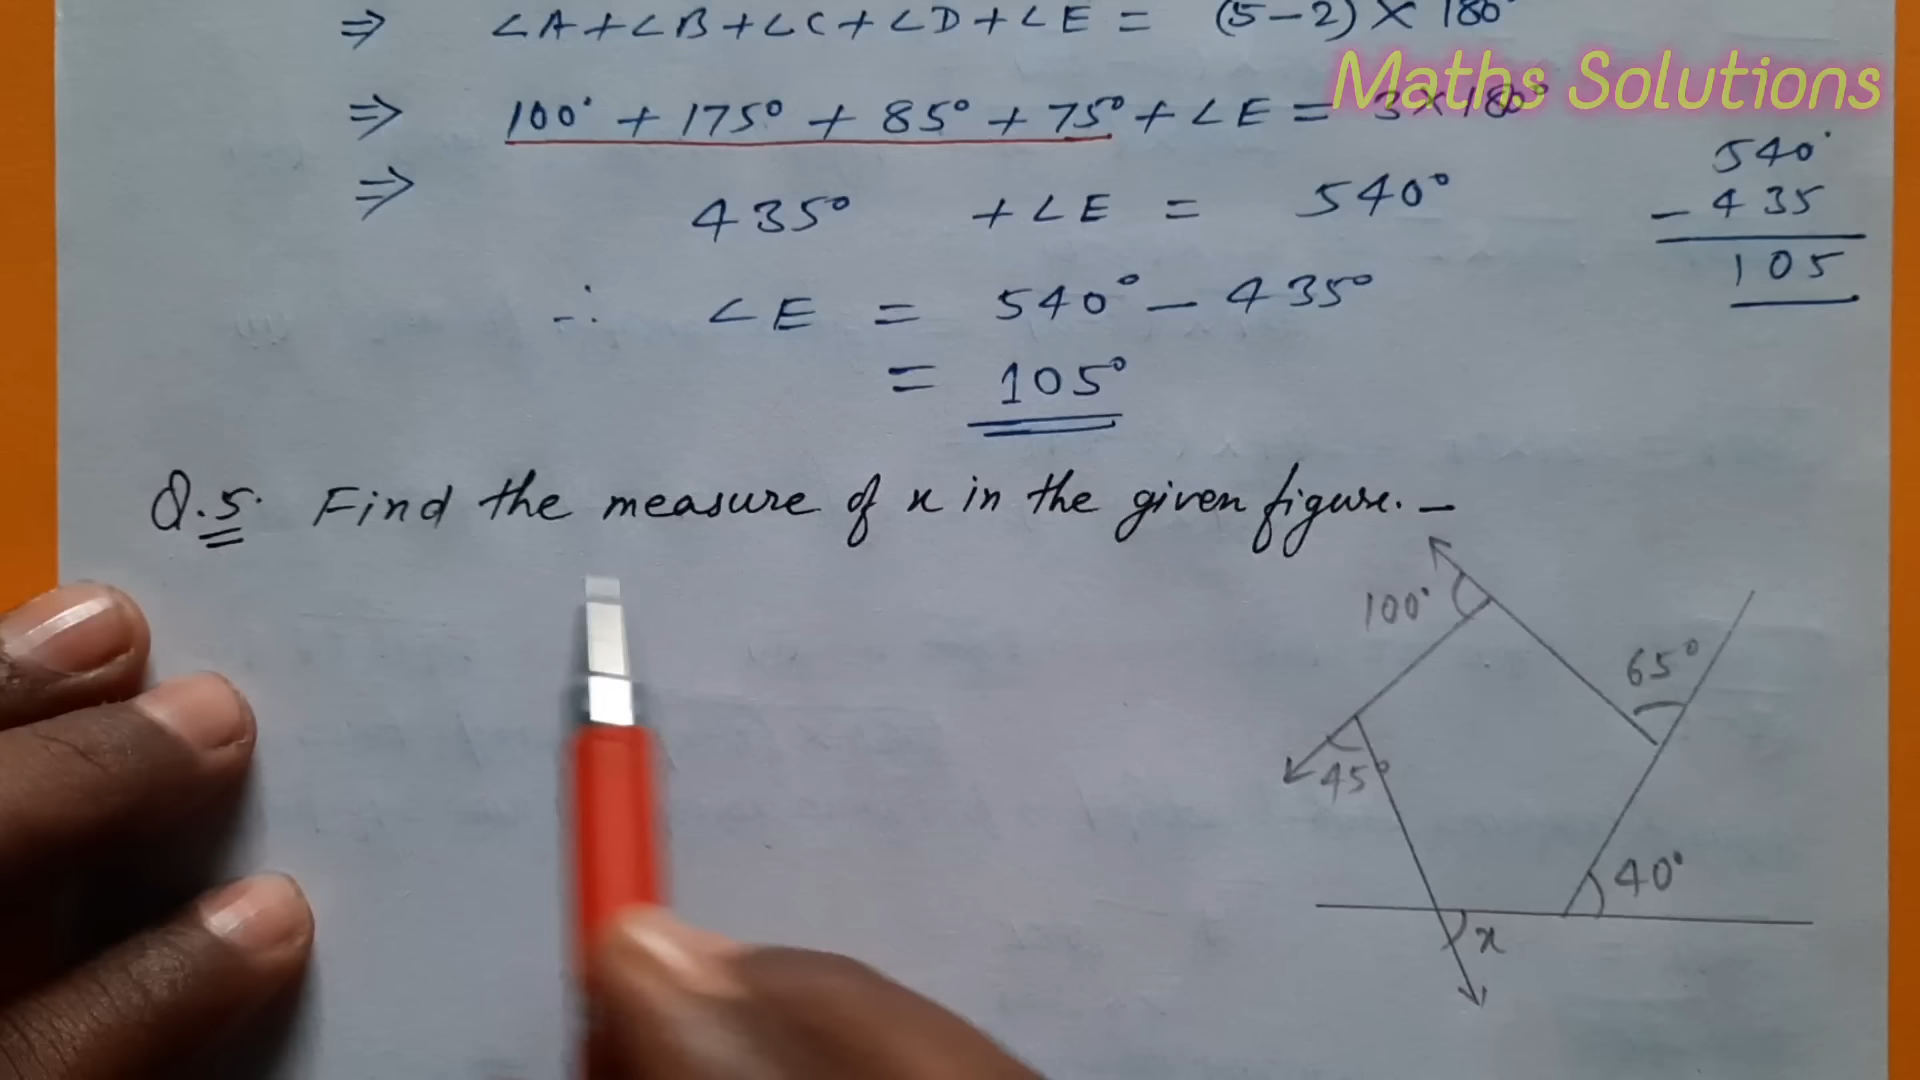 ⇒ ∠A+∠B+∠C+∠D+∠E = (5-2) × 180°
Maths Solutions
⇒ 100° + 175° + 85° + 75° + ∠E = 3×180°
⇒ 435° + ∠E = 540°
∴ ∠E = 540° - 435°
= 105°
540°
- 435
105
Q.5. Find the measure of x in the given figure. -
100°
65°
45°
40°
x